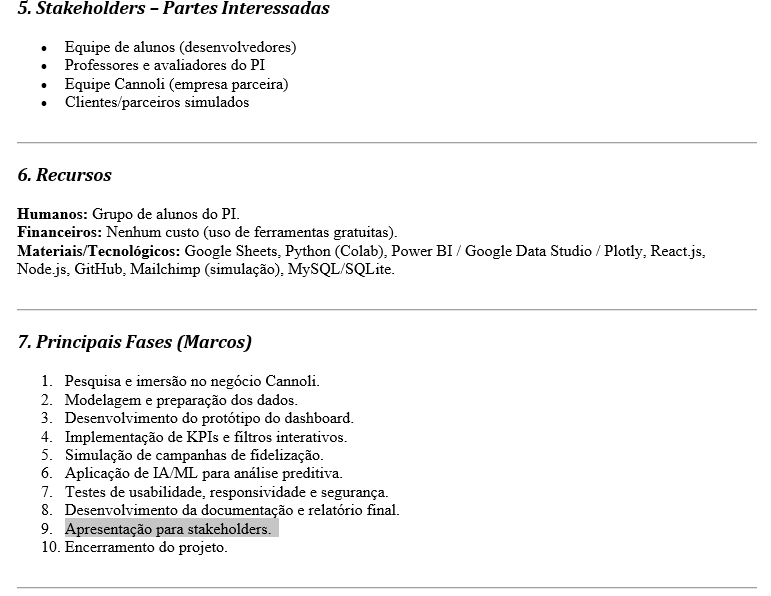 5. Stakeholders – Partes Interessadas
• Equipe de alunos (desenvolvedores)
• Professores e avaliadores do PI
• Equipe Cannoli (empresa parceira)
• Clientes/parceiros simulados
6. Recursos
Humanos: Grupo de alunos do PI.
Financeiros: Nenhum custo (uso de ferramentas gratuitas).
Materiais/Tecnológicos: Google Sheets, Python (Colab), Power BI / Google Data Studio / Plotly, React.js,
Node.js, GitHub, Mailchimp (simulação), MySQL/SQLite.
7. Principais Fases (Marcos)
1. Pesquisa e imersão no negócio Cannoli.
2. Modelagem e preparação dos dados.
3. Desenvolvimento do protótipo do dashboard.
4. Implementação de KPIs e filtros interativos.
5. Simulação de campanhas de fidelização.
6. Aplicação de IA/ML para análise preditiva.
7. Testes de usabilidade, responsividade e segurança.
8. Desenvolvimento da documentação e relatório final.
9. Apresentação para stakeholders.
10. Encerramento do projeto.